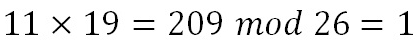 11 × 19 = 209 mod 26 = 1